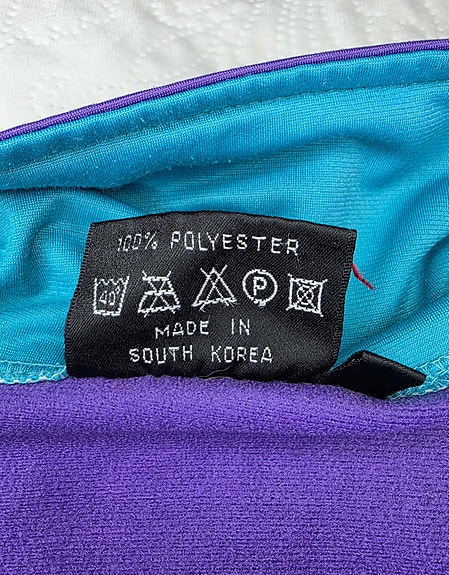 100% POLYESTER
40 P
MADE IN
SOUTH KOREA